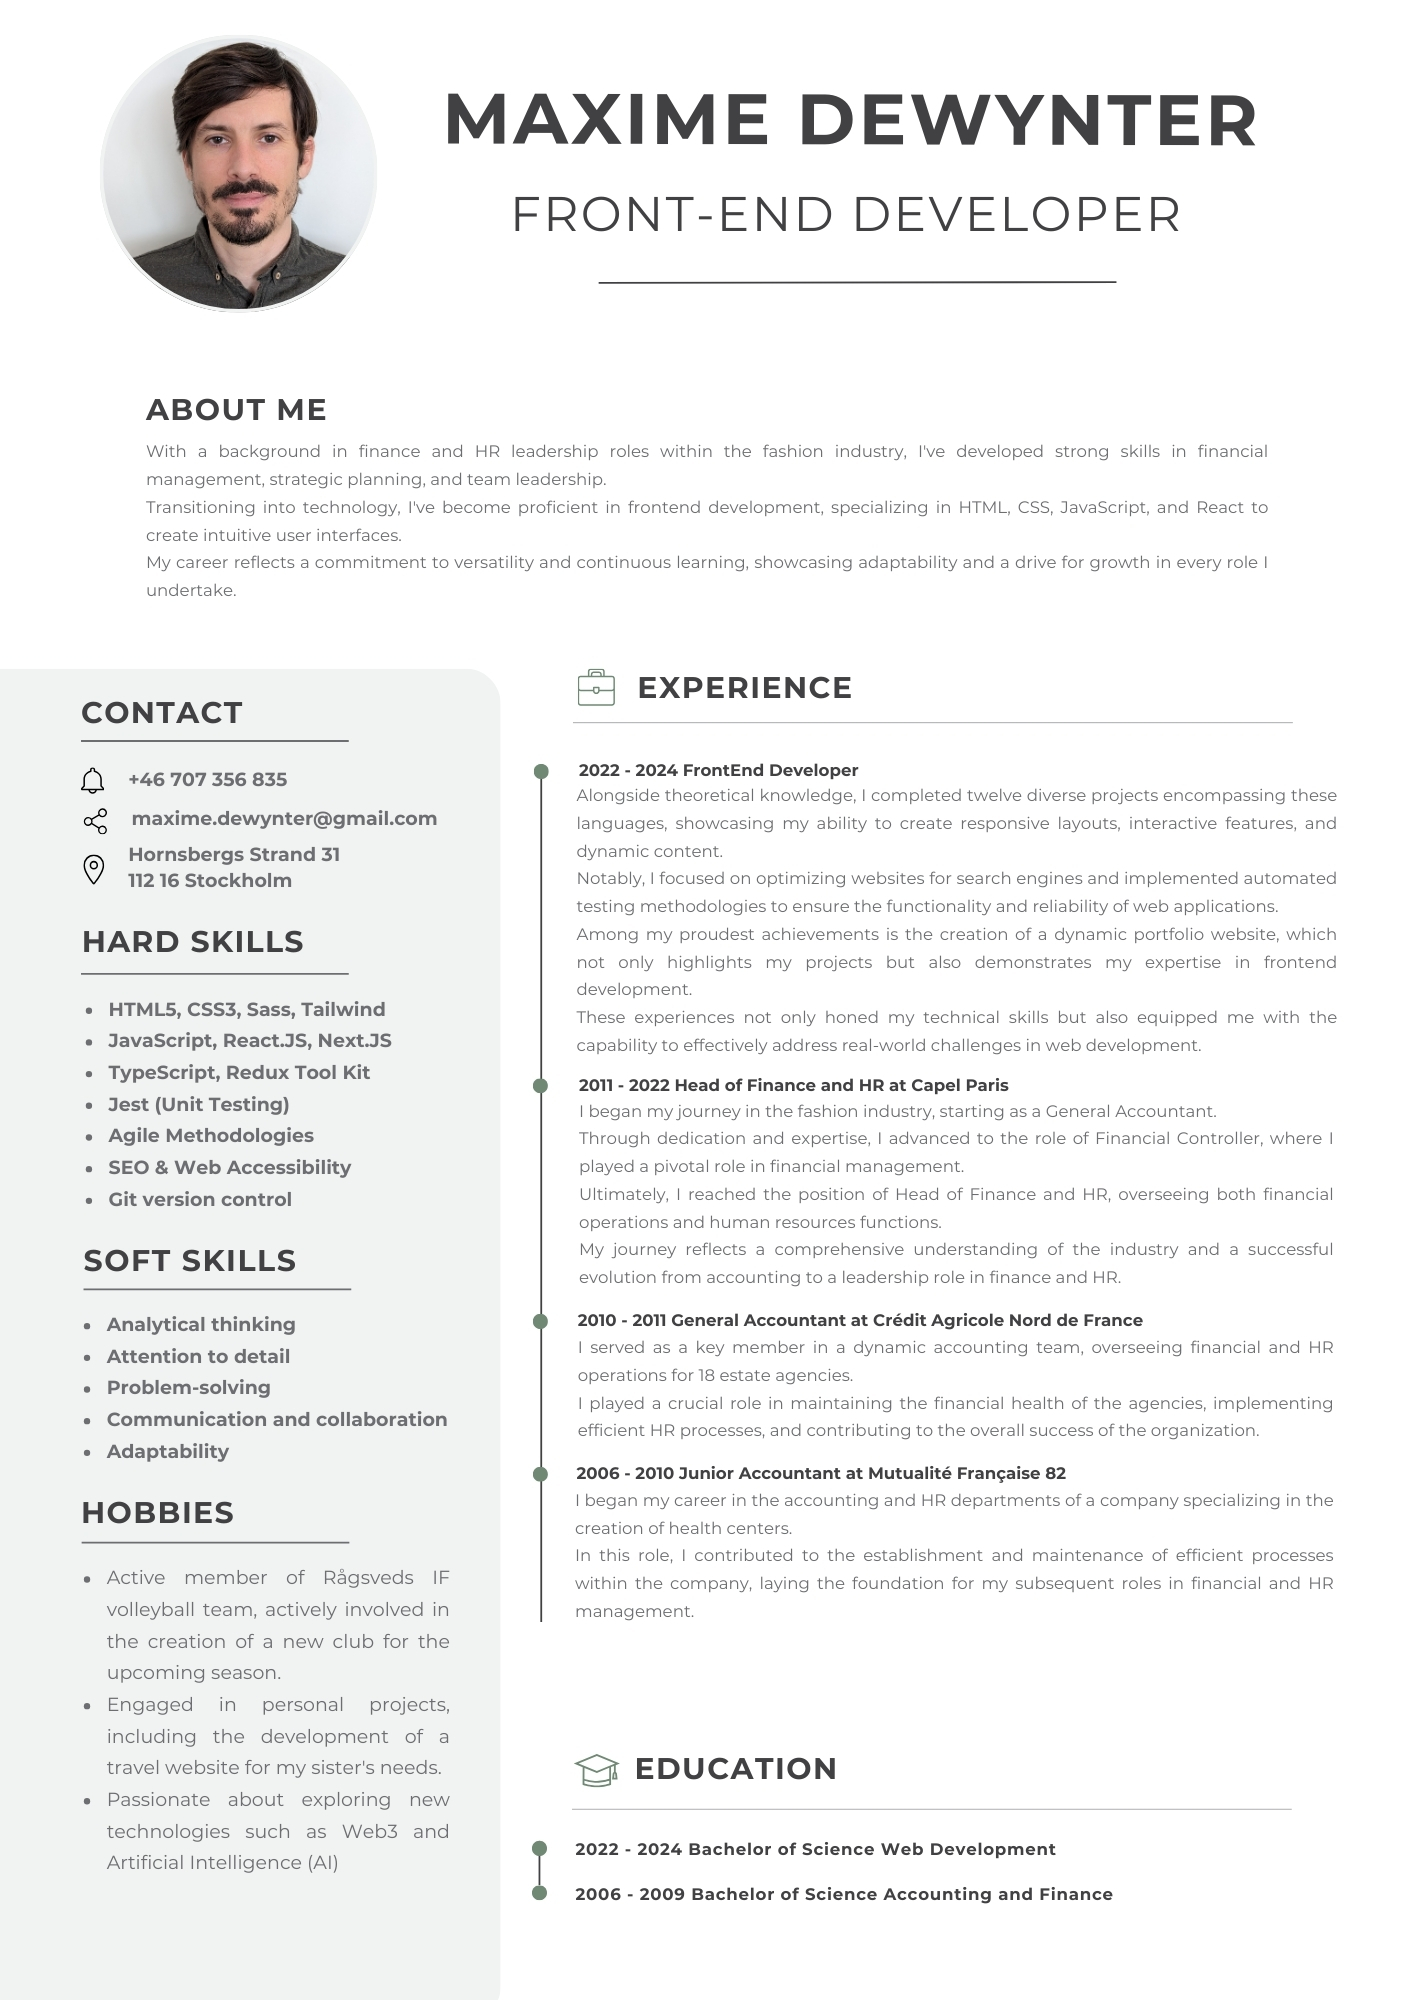 MAXIME DEWYNTER
FRONT-END DEVELOPER
ABOUT ME
With a background in finance and HR leadership roles within the fashion industry, I've developed strong skills in financial
management, strategic planning, and team leadership.
Transitioning into technology, I've become proficient in frontend development, specializing in HTML, CSS, JavaScript, and React to
create intuitive user interfaces.
My career reflects a commitment to versatility and continuous learning, showcasing adaptability and a drive for growth in every role I
undertake.
CONTACT
+46 707 356 835
maxime.dewynter@gmail.com
Hornsbergs Strand 31
112 16 Stockholm
HARD SKILLS
• HTML5, CSS3, Sass, Tailwind
• JavaScript, React.JS, Next.JS
• TypeScript, Redux Tool Kit
• Jest (Unit Testing)
• Agile Methodologies
• SEO & Web Accessibility
• Git version control
SOFT SKILLS
• Analytical thinking
• Attention to detail
• Problem-solving
• Communication and collaboration
• Adaptability
HOBBIES
• Active member of Rågsveds IF
volleyball team, actively involved in
the creation of a new club for the
upcoming season.
• Engaged in personal projects,
including the development of a
travel website for my sister's needs.
• Passionate about exploring new
technologies such as Web3 and
Artificial Intelligence (AI)
EXPERIENCE
2022 - 2024 FrontEnd Developer
Alongside theoretical knowledge, I completed twelve diverse projects encompassing these
languages, showcasing my ability to create responsive layouts, interactive features, and
dynamic content.
Notably, I focused on optimizing websites for search engines and implemented automated
testing methodologies to ensure the functionality and reliability of web applications.
Among my proudest achievements is the creation of a dynamic portfolio website, which
not only highlights my projects but also demonstrates my expertise in frontend
development.
These experiences not only honed my technical skills but also equipped me with the
capability to effectively address real-world challenges in web development.
2011 - 2022 Head of Finance and HR at Capel Paris
I began my journey in the fashion industry, starting as a General Accountant.
Through dedication and expertise, I advanced to the role of Financial Controller, where I
played a pivotal role in financial management.
Ultimately, I reached the position of Head of Finance and HR, overseeing both financial
operations and human resources functions.
My journey reflects a comprehensive understanding of the industry and a successful
evolution from accounting to a leadership role in finance and HR.
2010 - 2011 General Accountant at Crédit Agricole Nord de France
I served as a key member in a dynamic accounting team, overseeing financial and HR
operations for 18 estate agencies.
I played a crucial role in maintaining the financial health of the agencies, implementing
efficient HR processes, and contributing to the overall success of the organization.
2006 - 2010 Junior Accountant at Mutualité Française 82
I began my career in the accounting and HR departments of a company specializing in the
creation of health centers.
In this role, I contributed to the establishment and maintenance of efficient processes
within the company, laying the foundation for my subsequent roles in financial and HR
management.
EDUCATION
2022 - 2024 Bachelor of Science Web Development
2006 - 2009 Bachelor of Science Accounting and Finance